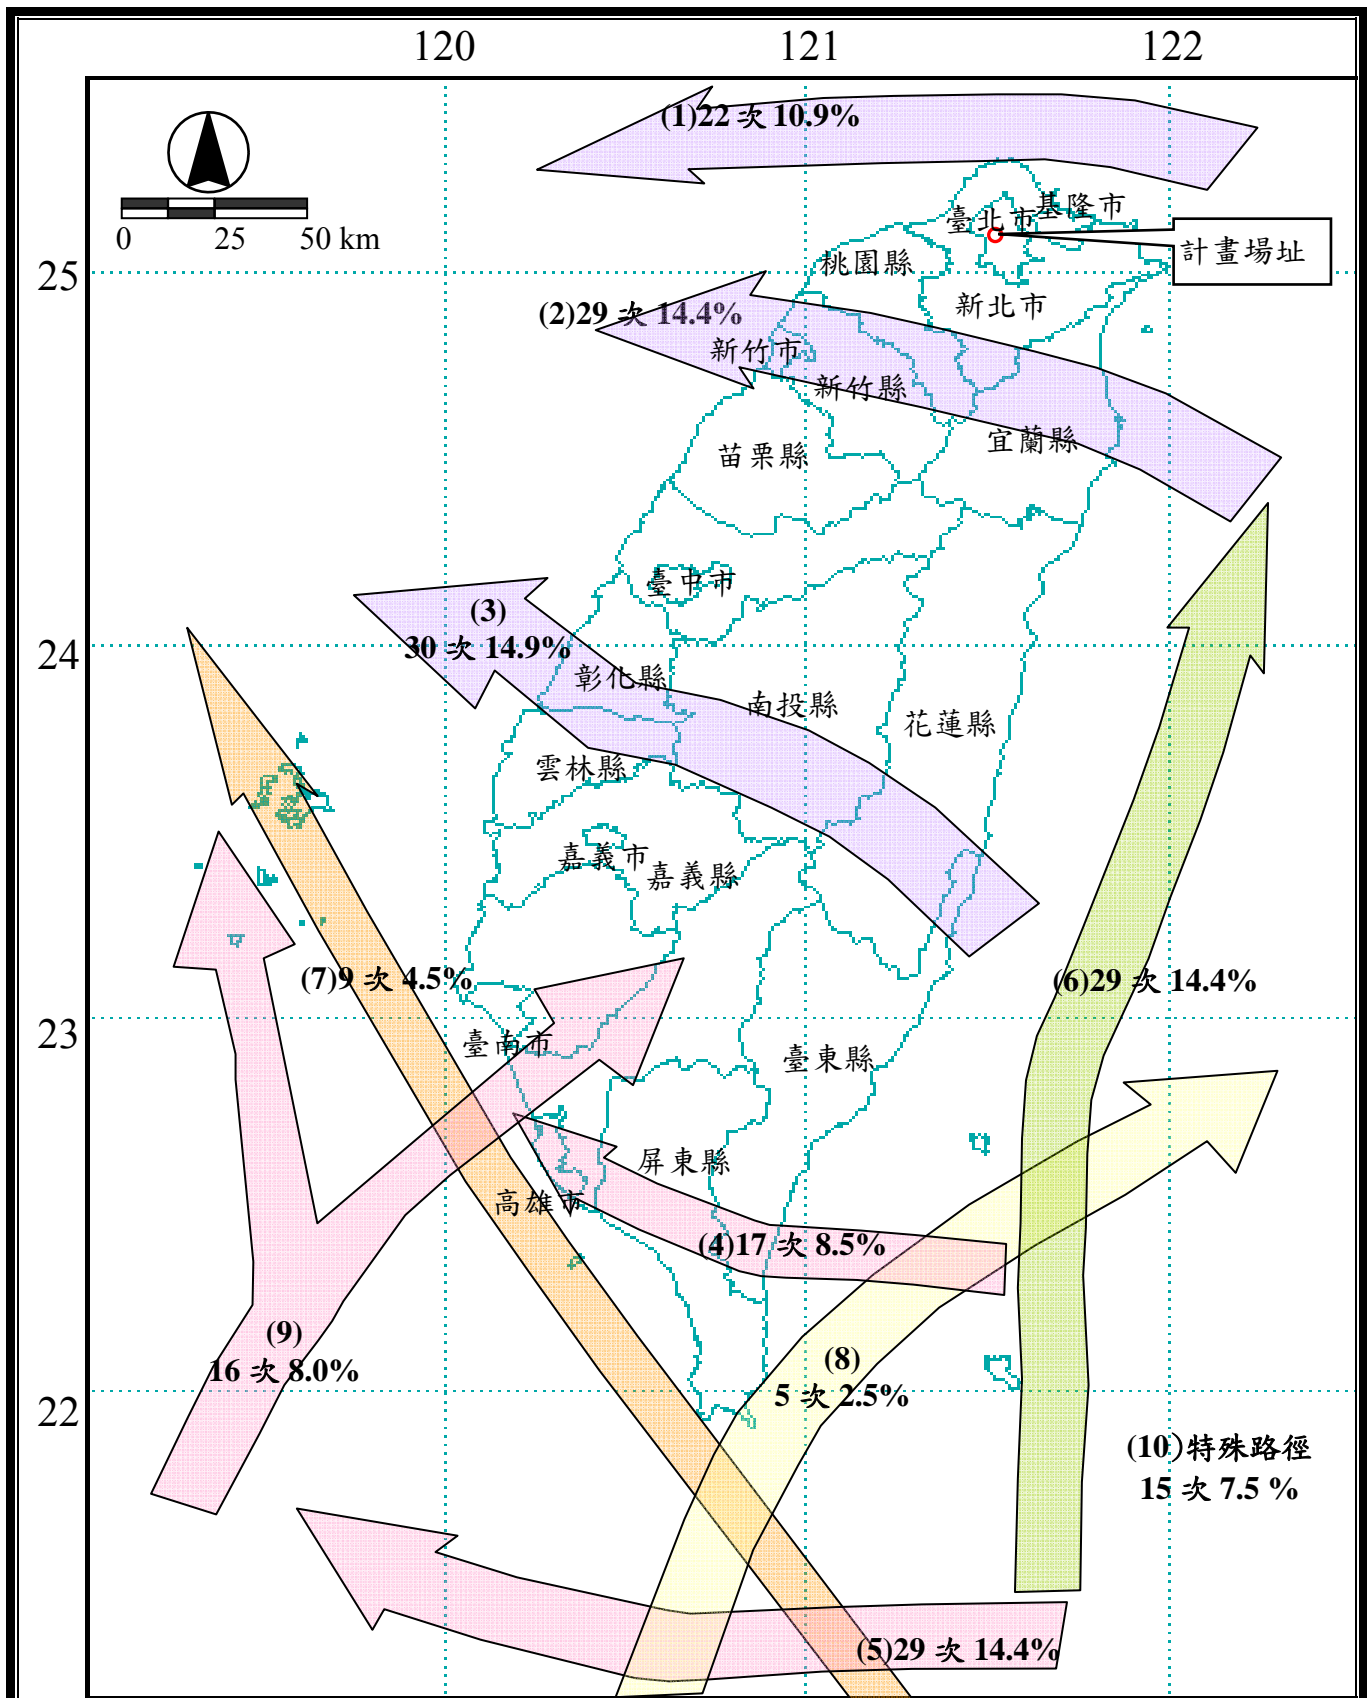 120
121
122
(1)22 次 10.9%
基隆市
臺北市
0 25 50 km
計畫場址
桃園縣
25
新北市
(2)29 次 14.4%
新竹市
新竹縣
宜蘭縣
苗栗縣
臺中市
(3)
30 次 14.9%
24
彰化縣
南投縣
花蓮縣
雲林縣
嘉義市
嘉義縣
(7)9 次 4.5%
(6)29 次 14.4%
23
臺南市
臺東縣
屏東縣
高雄市
(4)17 次 8.5%
(9)
16 次 8.0%
(8)
5 次 2.5%
22
(10)特殊路徑
15 次 7.5 %
(5)29 次 14.4%